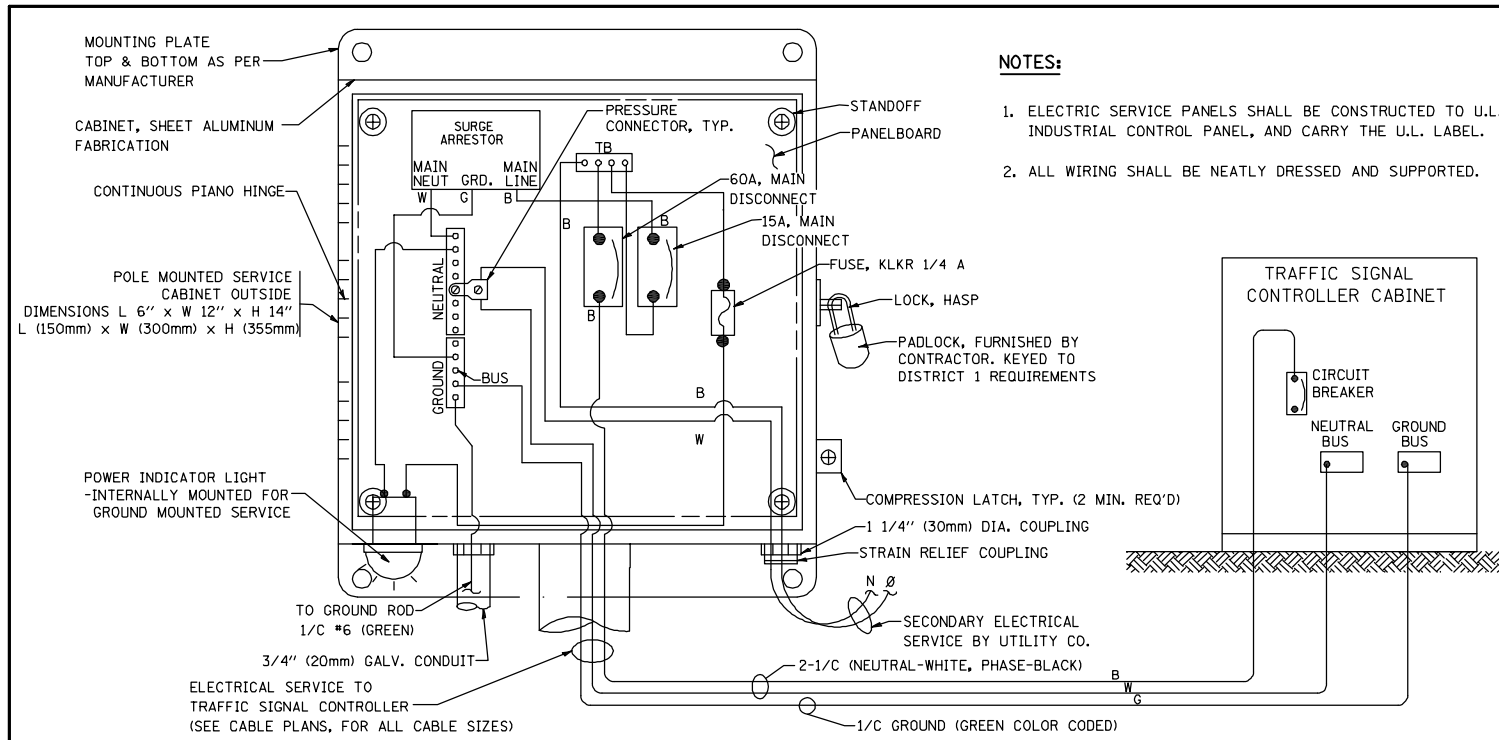 MOUNTING PLATE
TOP & BOTTOM AS PER
MANUFACTURER
CABINET, SHEET ALUMINUM
FABRICATION
CONTINUOUS PIANO HINGE
POLE MOUNTED SERVICE
CABINET OUTSIDE
DIMENSIONS L 6" x W 12" x H 14"
L (150mm) x W (300mm) x H (355mm)
POWER INDICATOR LIGHT
-INTERNALLY MOUNTED FOR
GROUND MOUNTED SERVICE
SURGE
ARRESTOR
MAIN
NEUT
GRD.
MAIN
LINE
W
G
B
PRESSURE
CONNECTOR, TYP.
TB
STANDOFF
PANELBOARD
60A, MAIN
DISCONNECT
15A, MAIN
DISCONNECT
B
B
B
FUSE, KLKR 1/4 A
LOCK, HASP
PADLOCK, FURNISHED BY
CONTRACTOR. KEYED TO
DISTRICT 1 REQUIREMENTS
NEUTRAL
GROUND
BUS
B
W
COMPRESSION LATCH, TYP. (2 MIN. REQ'D)
1 1/4" (30mm) DIA. COUPLING
STRAIN RELIEF COUPLING
N Ø
SECONDARY ELECTRICAL
SERVICE BY UTILITY CO.
TO GROUND ROD
1/C #6 (GREEN)
3/4" (20mm) GALV. CONDUIT
ELECTRICAL SERVICE TO
TRAFFIC SIGNAL CONTROLLER
(SEE CABLE PLANS, FOR ALL CABLE SIZES)
2-1/C (NEUTRAL-WHITE, PHASE-BLACK)
B
W
G
1/C GROUND (GREEN COLOR CODED)
NOTES:
1. ELECTRIC SERVICE PANELS SHALL BE CONSTRUCTED TO U.L.
INDUSTRIAL CONTROL PANEL, AND CARRY THE U.L. LABEL.
2. ALL WIRING SHALL BE NEATLY DRESSED AND SUPPORTED.
TRAFFIC SIGNAL
CONTROLLER CABINET
CIRCUIT
BREAKER
NEUTRAL
BUS
GROUND
BUS